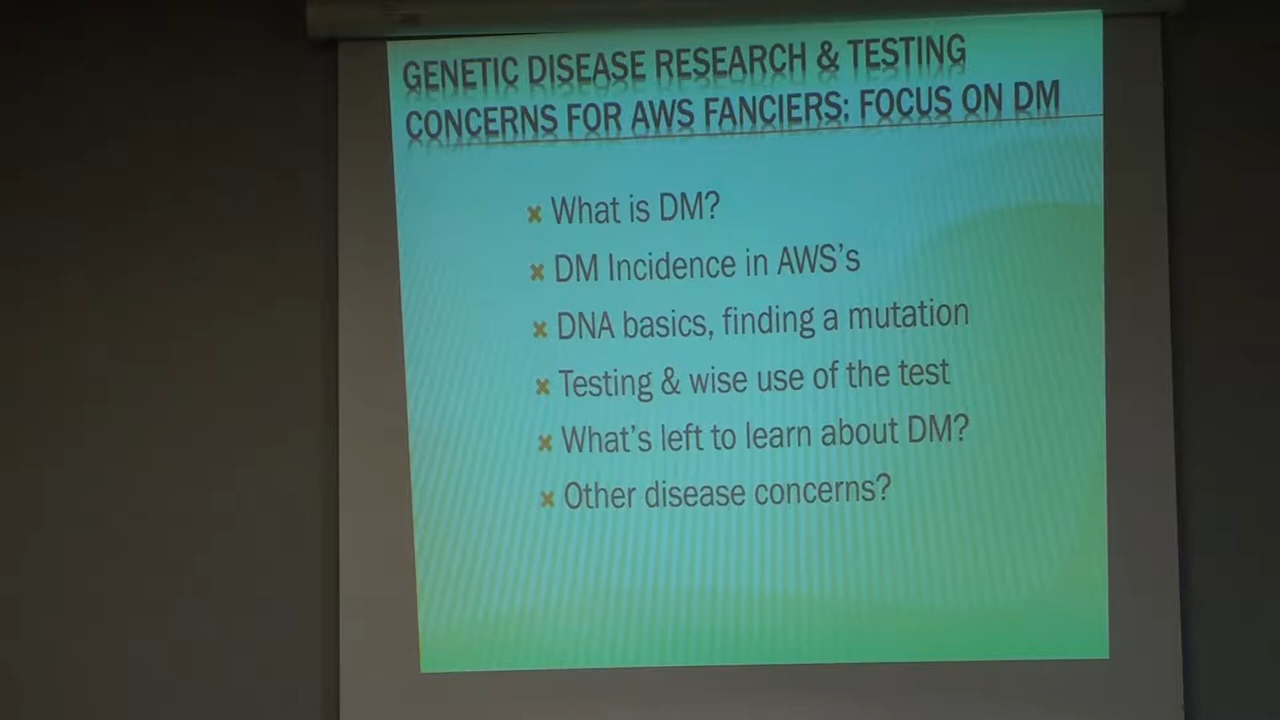 GENETIC DISEASE RESEARCH & TESTING
CONCERNS FOR AWS FANCIERS: FOCUS ON DM
What is DM?
DM Incidence in AWS's
DNA basics, finding a mutation
Testing & wise use of the test
What's left to learn about DM?
Other disease concerns?